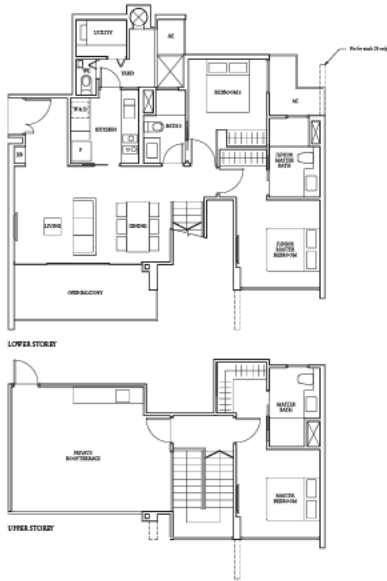 UTILITY
AC
WC
YARD
W&D
KITCHEN
F
BATH 3
BEDROOM 3
AC
JUNIOR
MASTER
BATH
DB
LIVING
DINING
JUNIOR
MASTER
BEDROOM
OPEN BALCONY
LOWER STOREY
MASTER
BATH
PRIVATE
ROOF TERRACE
MASTER
BEDROOM
UPPER STOREY